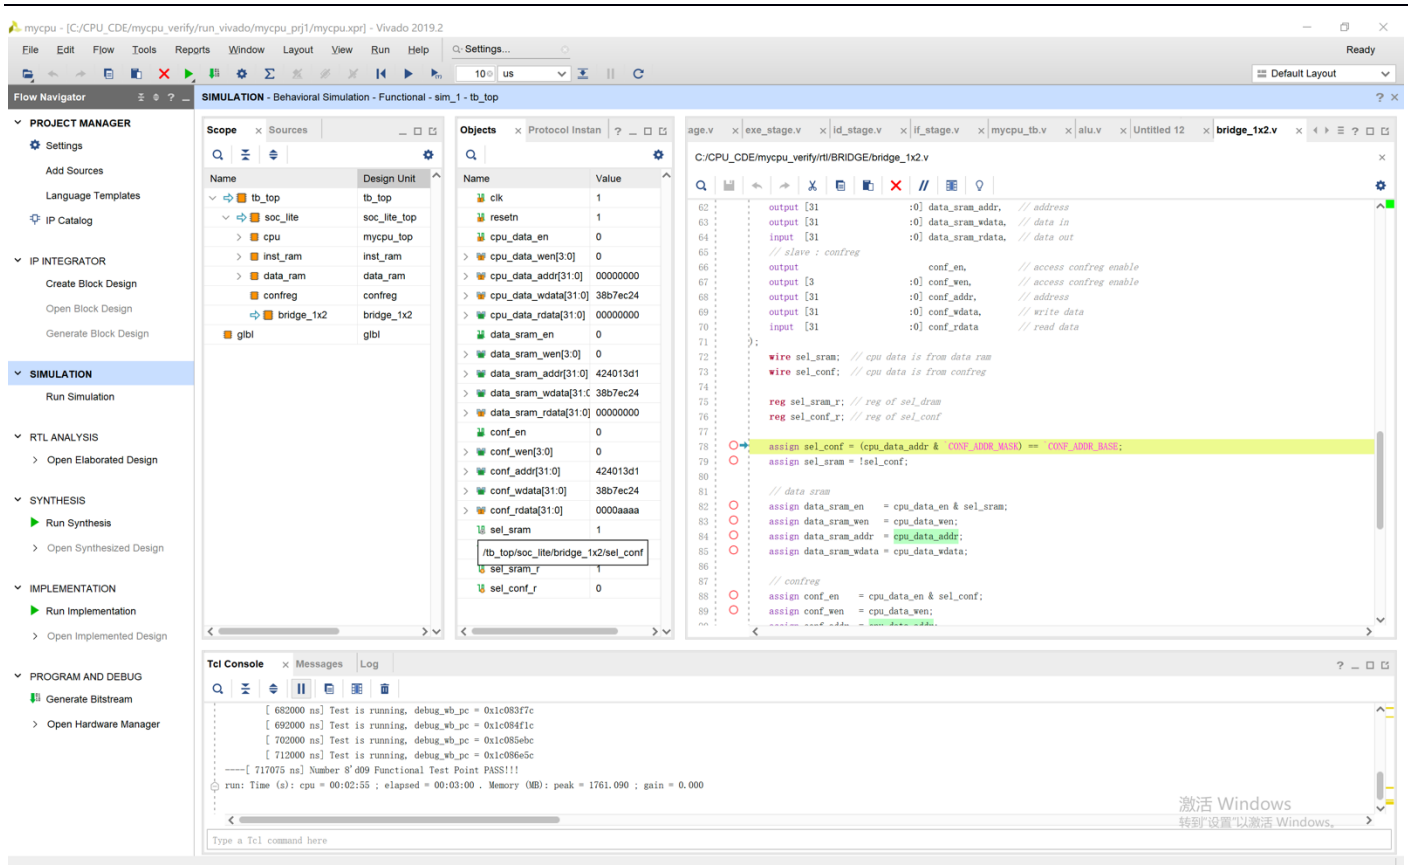 mycpu - [C:/CPU_CDE/mycpu_verify/run_vivado/mycpu_prj1/mycpu.xpr] - Vivado 2019.2
File Edit Flow Tools Reports Window Layout View Run Help Settings... Ready
10 us Default Layout
Flow Navigator
SIMULATION - Behavioral Simulation - Functional - sim_1 - tb_top
PROJECT MANAGER
Settings
Add Sources
Language Templates
IP Catalog
IP INTEGRATOR
Create Block Design
Open Block Design
Generate Block Design
SIMULATION
Run Simulation
RTL ANALYSIS
Open Elaborated Design
SYNTHESIS
Run Synthesis
Open Synthesized Design
IMPLEMENTATION
Run Implementation
Open Implemented Design
PROGRAM AND DEBUG
Generate Bitstream
Open Hardware Manager
Scope Sources
Name Design Unit
tb_top tb_top
soc_lite soc_lite_top
cpu mycpu_top
inst_ram inst_ram
data_ram data_ram
confreg confreg
bridge_1x2 bridge_1x2
glbl glbl
Objects Protocol Instan
Name Value
clk 1
resetn 1
cpu_data_en 0
cpu_data_wen[3:0] 0
cpu_data_addr[31:0] 00000000
cpu_data_wdata[31:0] 38b7ec24
cpu_data_rdata[31:0] 00000000
data_sram_en 0
data_sram_wen[3:0] 0
data_sram_addr[31:0] 424013d1
data_sram_wdata[31:0 38b7ec24
data_sram_rdata[31:0] 00000000
conf_en 0
conf_wen[3:0] 0
conf_addr[31:0] 424013d1
conf_wdata[31:0] 38b7ec24
conf_rdata[31:0] 0000aaaa
sel_sram 1
/tb_top/soc_lite/bridge_1x2/sel_conf
sel_sram_r 1
sel_conf_r 0
age.v exe_stage.v id_stage.v if_stage.v mycpu_tb.v alu.v Untitled 12 bridge_1x2.v
C:/CPU_CDE/mycpu_verify/rtl/BRIDGE/bridge_1x2.v
62 output [31 :0] data_sram_addr, // address
63 output [31 :0] data_sram_wdata, // data in
64 input [31 :0] data_sram_rdata, // data out
65 // slave : confreg
66 output conf_en, // access confreg enable
67 output [3 :0] conf_wen, // access confreg enable
68 output [31 :0] conf_addr, // address
69 output [31 :0] conf_wdata, // write data
70 input [31 :0] conf_rdata // read data
71 );
72 wire sel_sram; // cpu data is from data ram
73 wire sel_conf; // cpu data is from confreg
74
75 reg sel_sram_r; // reg of sel_dram
76 reg sel_conf_r; // reg of sel_conf
77
78 assign sel_conf = (cpu_data_addr & `CONF_ADDR_MASK) == `CONF_ADDR_BASE;
79 assign sel_sram = !sel_conf;
80
81 // data sram
82 assign data_sram_en = cpu_data_en & sel_sram;
83 assign data_sram_wen = cpu_data_wen;
84 assign data_sram_addr = cpu_data_addr;
85 assign data_sram_wdata = cpu_data_wdata;
86
87 // confreg
88 assign conf_en = cpu_data_en & sel_conf;
89 assign conf_wen = cpu_data_wen;
Tcl Console Messages Log
[ 682000 ns] Test is running, debug_wb_pc = 0x1c083f7c
[ 692000 ns] Test is running, debug_wb_pc = 0x1c084f1c
[ 702000 ns] Test is running, debug_wb_pc = 0x1c085ebc
[ 712000 ns] Test is running, debug_wb_pc = 0x1c086e5c
----[ 717075 ns] Number 8'd09 Functional Test Point PASS!!!
run: Time (s): cpu = 00:02:55 ; elapsed = 00:03:00 . Memory (MB): peak = 1761.090 ; gain = 0.000
激活 Windows
转到"设置"以激活 Windows。
Type a Tcl command here